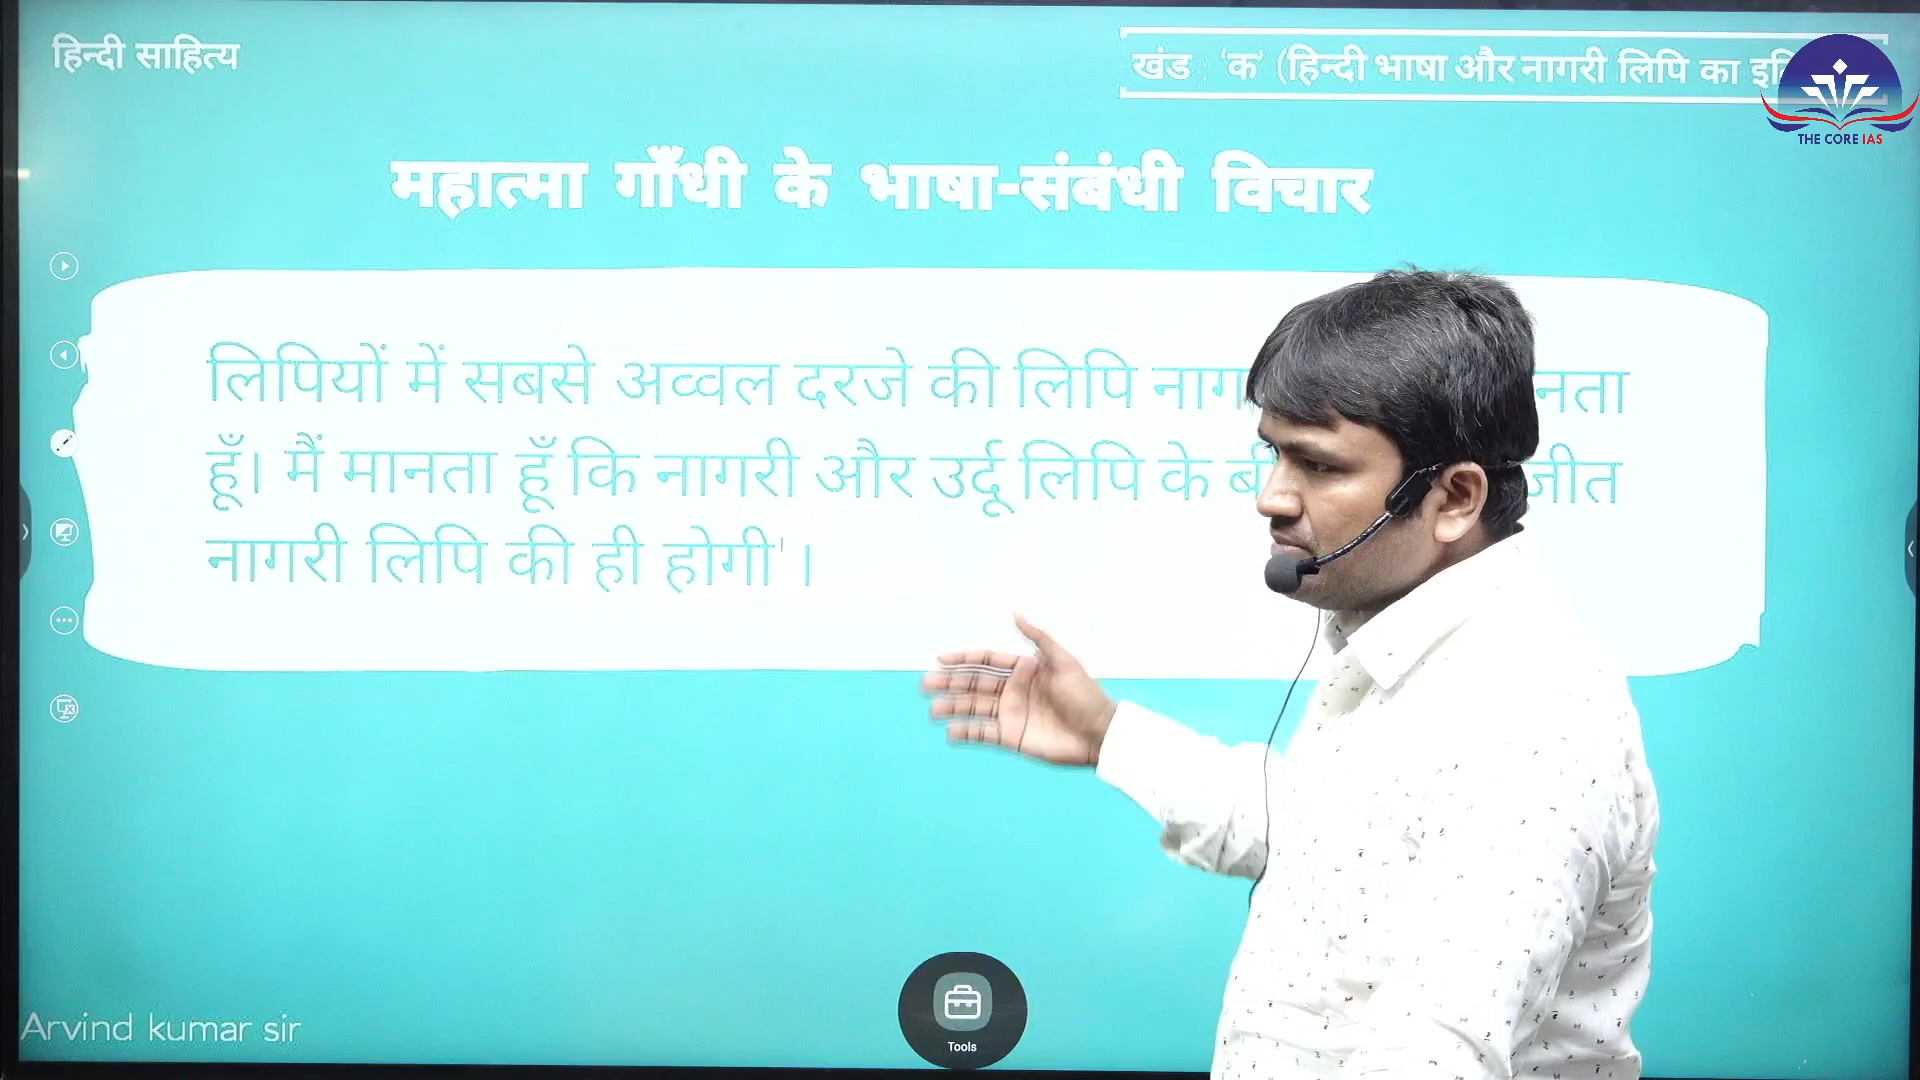 हिन्दी साहित्य
खंड : 'क' (हिन्दी भाषा और नागरी लिपि का
THE CORE IAS
महात्मा गाँधी के भाषा-संबंधी विचार
लिपियों में सबसे अव्वल दरजे की लिपि
हूँ। मैं मानता हूँ कि नागरी और उर्दू लिपि के जीत
नागरी लिपि की ही होगी'।
Arvind kumar sir
Tools